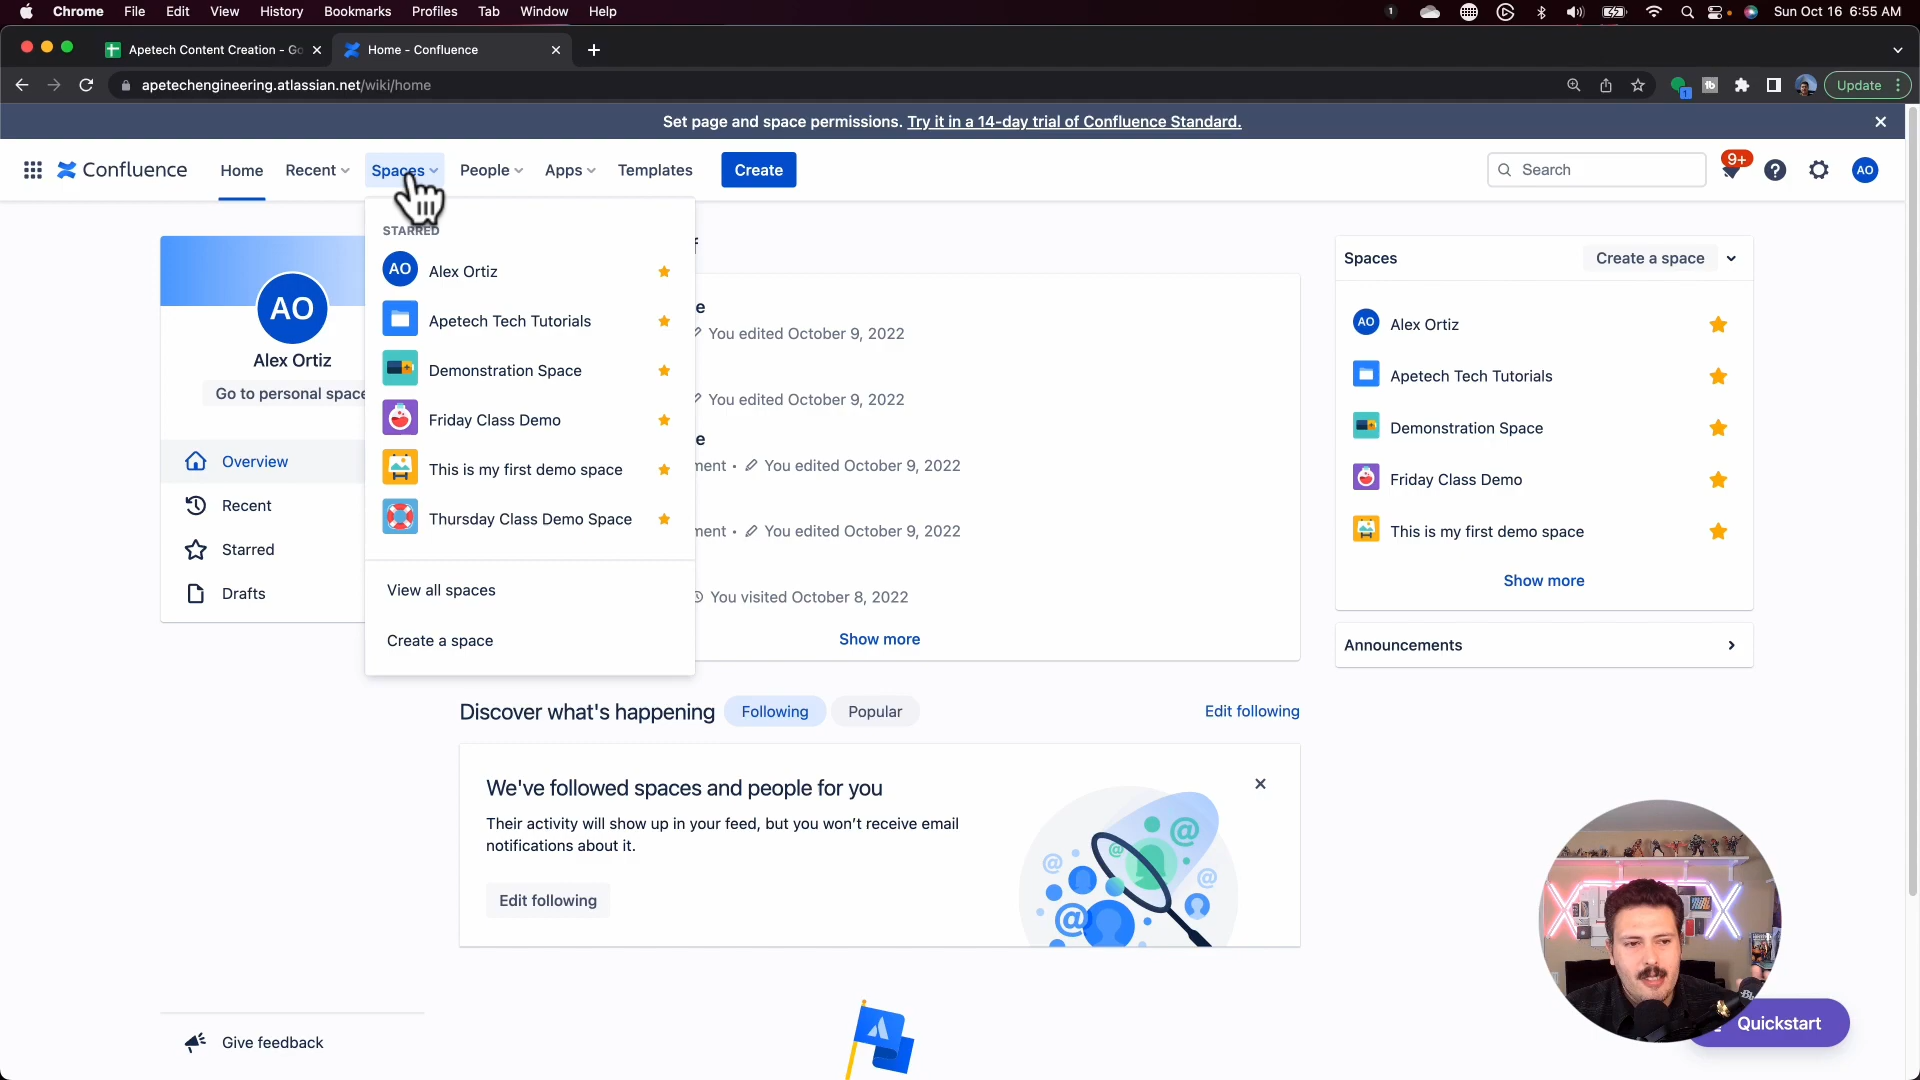 Chrome File Edit View History Bookmarks Profiles Tab Window Help
1
Sun Oct 16 6:55 AM
Apetech Content Creation - Go
Home - Confluence
apetechengineering.atlassian.net/wiki/home
Update
Set page and space permissions. Try it in a 14-day trial of Confluence Standard.
Confluence Home Recent Spaces People Apps Templates Create
Search 9+ AO
AO
Alex Ortiz
Go to personal space
Overview
Recent
Starred
Drafts
Give feedback
STARRED
AO Alex Ortiz
Apetech Tech Tutorials
Demonstration Space
Friday Class Demo
This is my first demo space
Thursday Class Demo Space
View all spaces
Create a space
You edited October 9, 2022
You edited October 9, 2022
You edited October 9, 2022
You edited October 9, 2022
You visited October 8, 2022
Show more
Discover what's happening Following Popular Edit following
We've followed spaces and people for you
Their activity will show up in your feed, but you won't receive email
notifications about it.
Edit following
Spaces Create a space
AO Alex Ortiz
Apetech Tech Tutorials
Demonstration Space
Friday Class Demo
This is my first demo space
Show more
Announcements
Quickstart